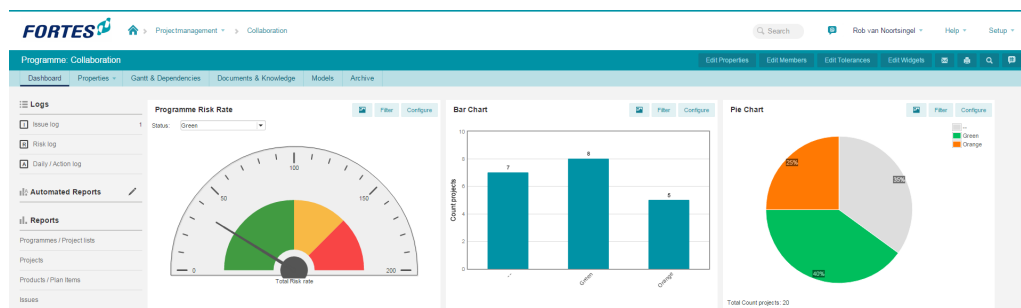 FORTES
Projectmanagement
Collaboration
Search
Rob van Noortsingel
Help
Setup
Programme: Collaboration
Edit Properties
Edit Members
Edit Tolerances
Edit Widgets
Dashboard
Properties
Gantt & Dependencies
Documents & Knowledge
Models
Archive
Logs
I Issue log 1
R Risk log
A Daily / Action log
Automated Reports
Reports
Programmes / Project lists
Projects
Products / Plan Items
Issues
Programme Risk Rate
Filter
Configure
Status: Green
0
50
100
150
200
Total Risk rate
Bar Chart
Filter
Configure
Count projects
10
8
6
4
2
0
7
8
5
--
Green
Orange
Pie Chart
Filter
Configure
--
Green
Orange
25%
35%
40%
Total Count projects: 20